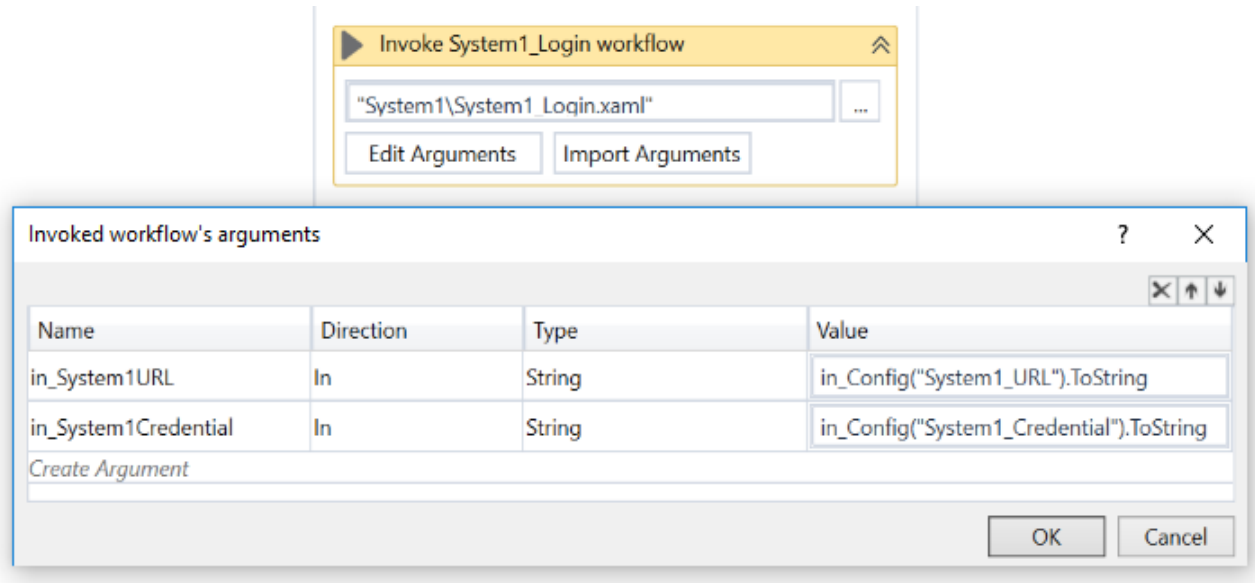 Invoke System1_Login workflow
"System1\System1_Login.xaml"
...
Edit Arguments Import Arguments
Invoked workflow's arguments ? X
Name Direction Type Value
in_System1URL In String in_Config("System1_URL").ToString
in_System1Credential In String in_Config("System1_Credential").ToString
Create Argument
OK Cancel